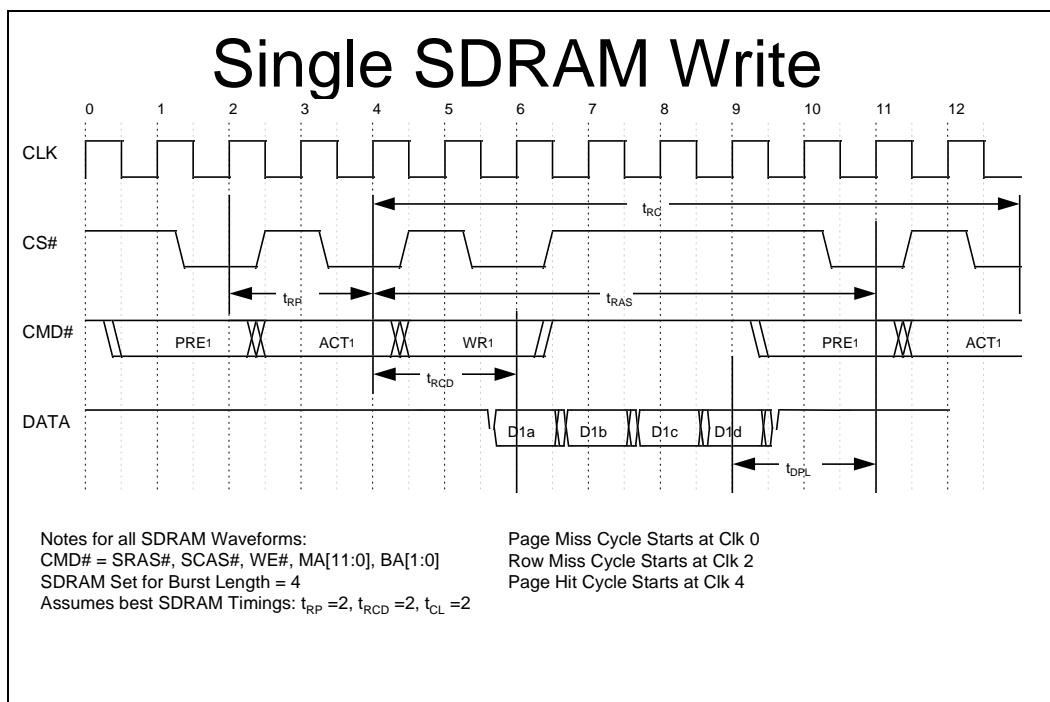 Single SDRAM Write
0 1 2 3 4 5 6 7 8 9 10 11 12
CLK
tRC
CS#
tRP tRAS
CMD# PRE1 ACT1 WR1 PRE1 ACT1
tRCD
DATA D1a D1b D1c D1d
tDPL
Notes for all SDRAM Waveforms:
CMD# = SRAS#, SCAS#, WE#, MA[11:0], BA[1:0]
SDRAM Set for Burst Length = 4
Assumes best SDRAM Timings: tRP =2, tRCD =2, tCL =2
Page Miss Cycle Starts at Clk 0
Row Miss Cycle Starts at Clk 2
Page Hit Cycle Starts at Clk 4